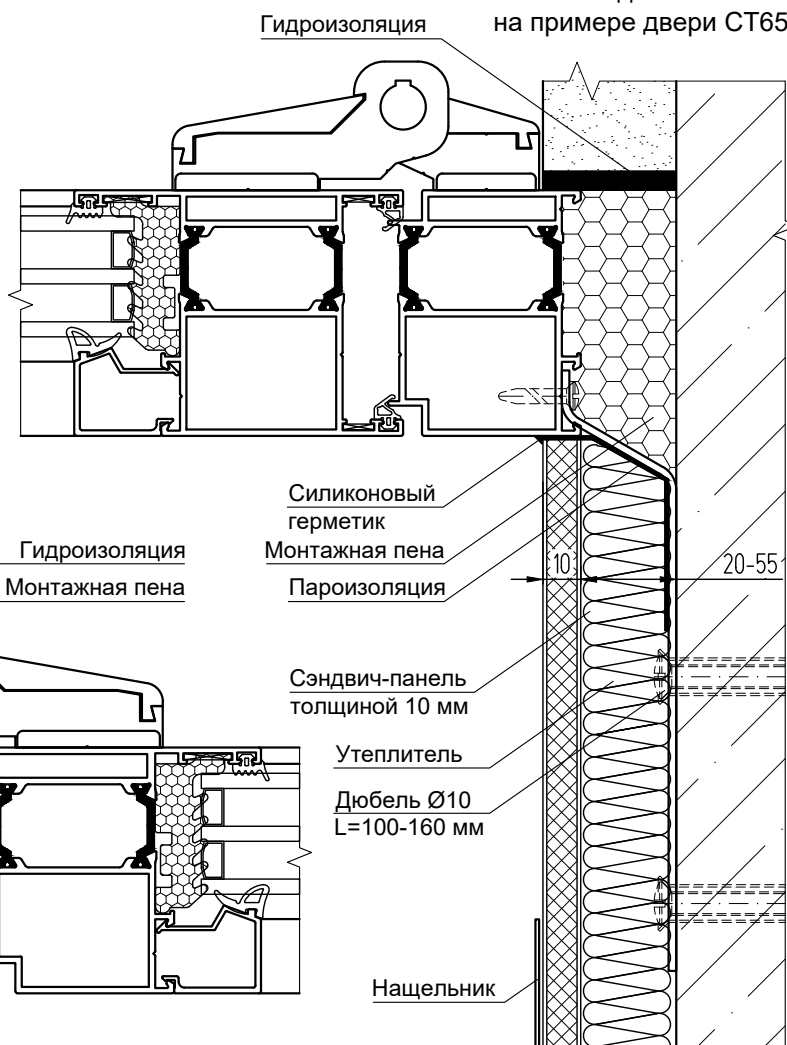 на примере двери СТ65
Гидроизоляция
Силиконовый
герметик
Гидроизоляция
Монтажная пена
Монтажная пена
Пароизоляция
10
20-55
Сэндвич-панель
толщиной 10 мм
Утеплитель
Дюбель Ø10
L=100-160 мм
Нащельник